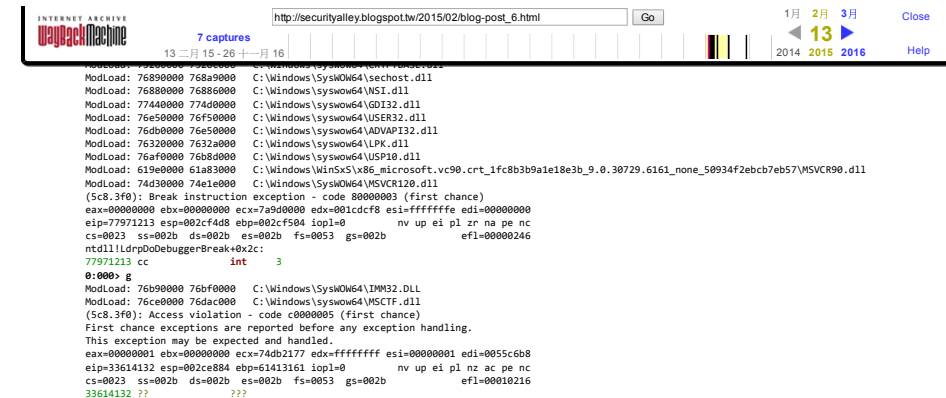 INTERNET ARCHIVE
WayBackMachine
http://securityalley.blogspot.tw/2015/02/blog-post_6.html
Go
7 captures
13 二月 15 - 26 十一月 16
1月 2月 3月
13
2014 2015 2016
Close
Help
ModLoad: 76890000 768a9000 C:\Windows\SysWOW64\sechost.dll
ModLoad: 76880000 76886000 C:\Windows\syswow64\NSI.dll
ModLoad: 77440000 774d0000 C:\Windows\syswow64\GDI32.dll
ModLoad: 76e50000 76f50000 C:\Windows\syswow64\USER32.dll
ModLoad: 76db0000 76e50000 C:\Windows\syswow64\ADVAPI32.dll
ModLoad: 76320000 7632a000 C:\Windows\syswow64\LPK.dll
ModLoad: 76af0000 76b8d000 C:\Windows\syswow64\USP10.dll
ModLoad: 619e0000 61a83000 C:\Windows\WinSxS\x86_microsoft.vc90.crt_1fc8b3b9a1e18e3b_9.0.30729.6161_none_50934f2ebcb7eb57\MSVCR90.dll
ModLoad: 74d30000 74e1e000 C:\Windows\SysWOW64\MSVCR120.dll
(5c8.3f0): Break instruction exception - code 80000003 (first chance)
eax=00000000 ebx=00000000 ecx=7a9d0000 edx=001cdcf8 esi=fffffffe edi=00000000
eip=77971213 esp=002cf4d8 ebp=002cf504 iopl=0 nv up ei pl zr na pe nc
cs=0023 ss=002b ds=002b es=002b fs=0053 gs=002b efl=00000246
ntdll!LdrpDoDebuggerBreak+0x2c:
77971213 cc int 3
0:000> g
ModLoad: 76b90000 76bf0000 C:\Windows\SysWOW64\IMM32.DLL
ModLoad: 76ce0000 76dac000 C:\Windows\syswow64\MSCTF.dll
(5c8.3f0): Access violation - code c0000005 (first chance)
First chance exceptions are reported before any exception handling.
This exception may be expected and handled.
eax=00000001 ebx=00000000 ecx=74db2177 edx=ffffffff esi=00000001 edi=0055c6b8
eip=33614132 esp=002ce884 ebp=61413161 iopl=0 nv up ei pl nz ac pe nc
cs=0023 ss=002b ds=002b es=002b fs=0053 gs=002b efl=00010216
33614132 ?? ???